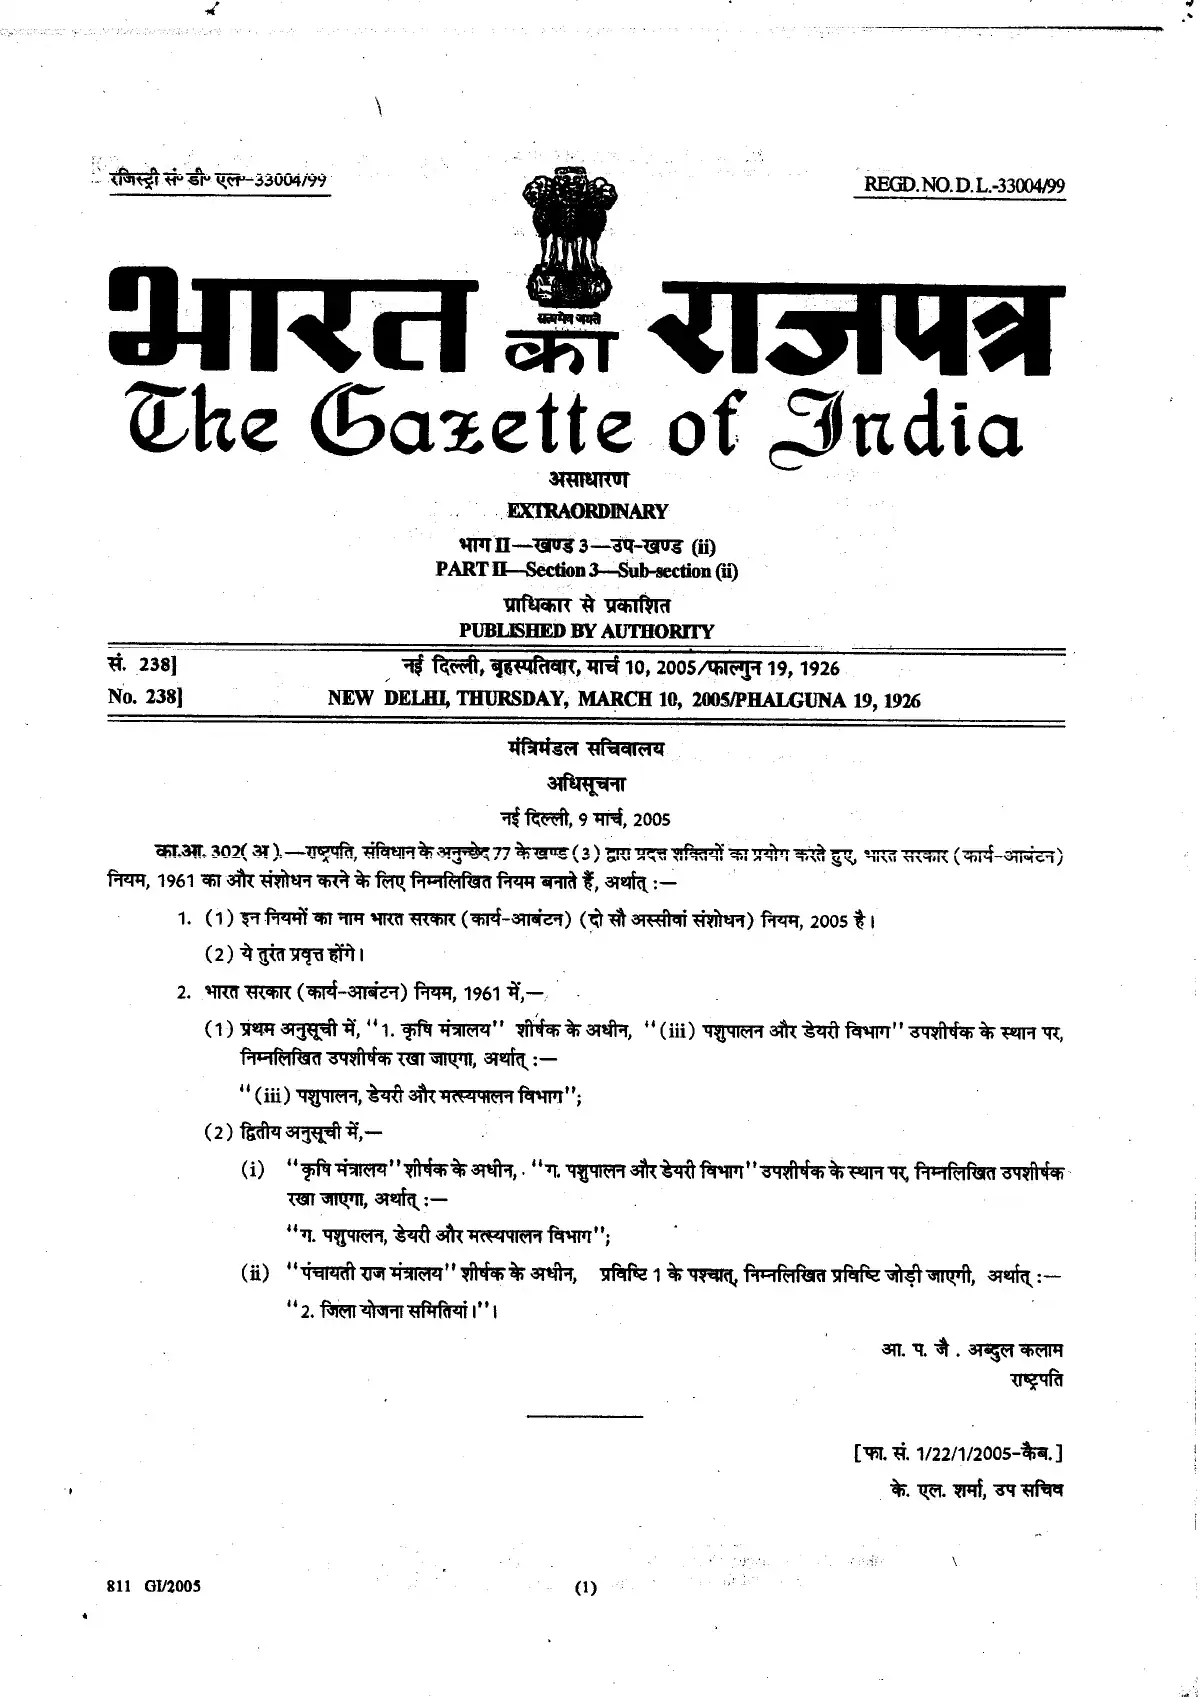 रजिस्ट्री सं० डी० एल०-33004/99
REGD. NO. D. L.-33004/99
सत्यमेव जयते
भारत का राजपत्र
The Gazette of India
असाधारण
EXTRAORDINARY
भाग II—खण्ड 3—उप-खण्ड (ii)
PART II—Section 3—Sub-section (ii)
प्राधिकार से प्रकाशित
PUBLISHED BY AUTHORITY
सं. 238] नई दिल्ली, बृहस्पतिवार, मार्च 10, 2005/फाल्गुन 19, 1926
No. 238] NEW DELHI, THURSDAY, MARCH 10, 2005/PHALGUNA 19, 1926
मंत्रिमंडल सचिवालय
अधिसूचना
नई दिल्ली, 9 मार्च, 2005
का.आ. 302( अ ).—राष्ट्रपति, संविधान के अनुच्छेद 77 के खण्ड (3) द्वारा प्रदत्त शक्तियों का प्रयोग करते हुए, भारत सरकार (कार्य-आबंटन)
नियम, 1961 का और संशोधन करने के लिए निम्नलिखित नियम बनाते हैं, अर्थात् :—
1. (1) इन नियमों का नाम भारत सरकार (कार्य-आबंटन) (दो सौ अस्सीवां संशोधन) नियम, 2005 है।
(2) ये तुरंत प्रवृत्त होंगे।
2. भारत सरकार (कार्य-आबंटन) नियम, 1961 में,—
(1) प्रथम अनुसूची में, "1. कृषि मंत्रालय" शीर्षक के अधीन, "(iii) पशुपालन और डेयरी विभाग" उपशीर्षक के स्थान पर,
निम्नलिखित उपशीर्षक रखा जाएगा, अर्थात् :—
"(iii) पशुपालन, डेयरी और मत्स्यपालन विभाग";
(2) द्वितीय अनुसूची में,—
(i) "कृषि मंत्रालय" शीर्षक के अधीन, "ग. पशुपालन और डेयरी विभाग" उपशीर्षक के स्थान पर, निम्नलिखित उपशीर्षक
रखा जाएगा, अर्थात् :—
"ग. पशुपालन, डेयरी और मत्स्यपालन विभाग";
(ii) "पंचायती राज मंत्रालय" शीर्षक के अधीन, प्रविष्टि 1 के पश्चात्, निम्नलिखित प्रविष्टि जोड़ी जाएगी, अर्थात् :—
"2. जिला योजना समितियां।"।
आ. प. जै . अब्दुल कलाम
राष्ट्रपति
[फा. सं. 1/22/1/2005-कैब.]
के. एल. शर्मा, उप सचिव
811 GI/2005
(1)